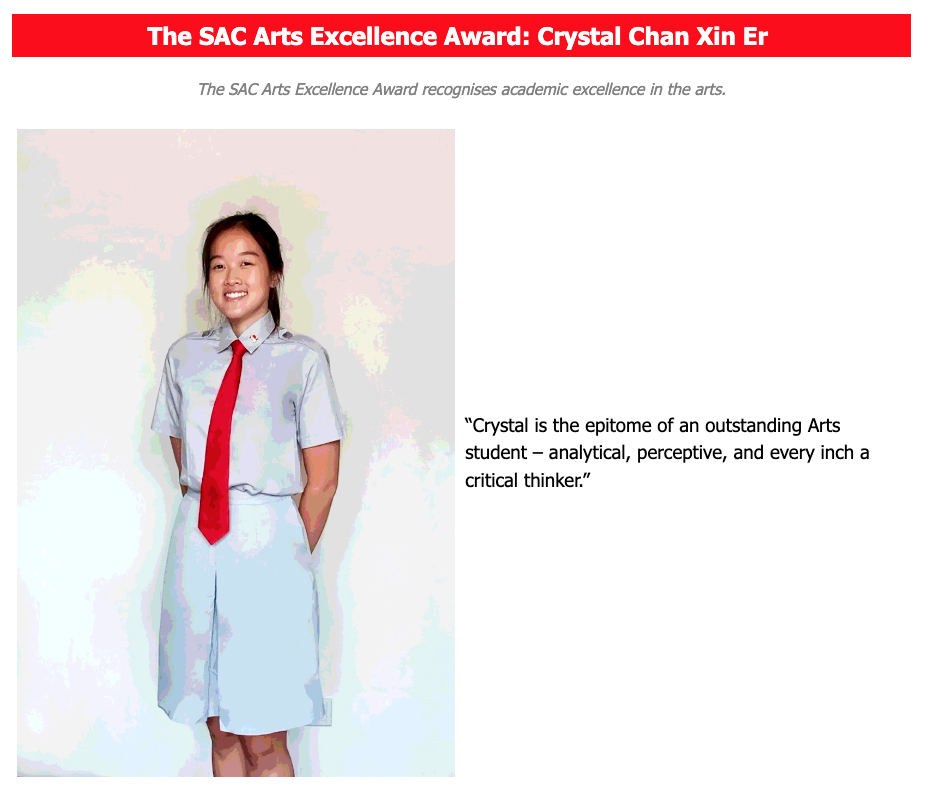 The SAC Arts Excellence Award: Crystal Chan Xin Er
The SAC Arts Excellence Award recognises academic excellence in the arts.
“Crystal is the epitome of an outstanding Arts
student – analytical, perceptive, and every inch a
critical thinker.”